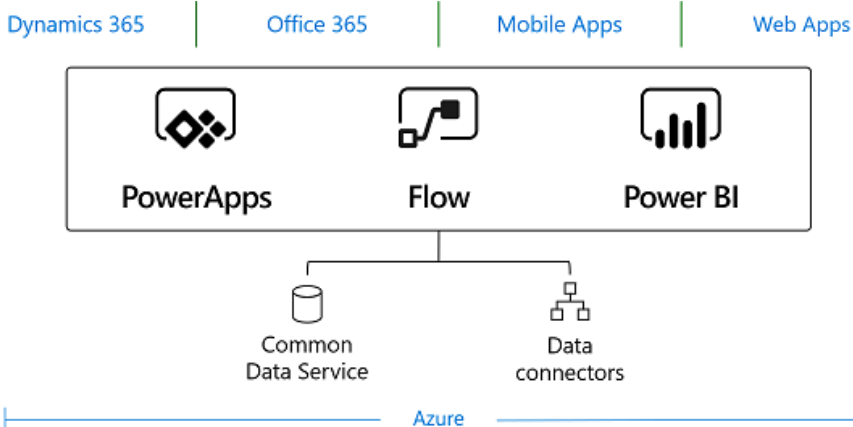 Dynamics 365
Office 365
Mobile Apps
Web Apps
PowerApps
Flow
Power BI
Common
Data Service
Data
connectors
Azure